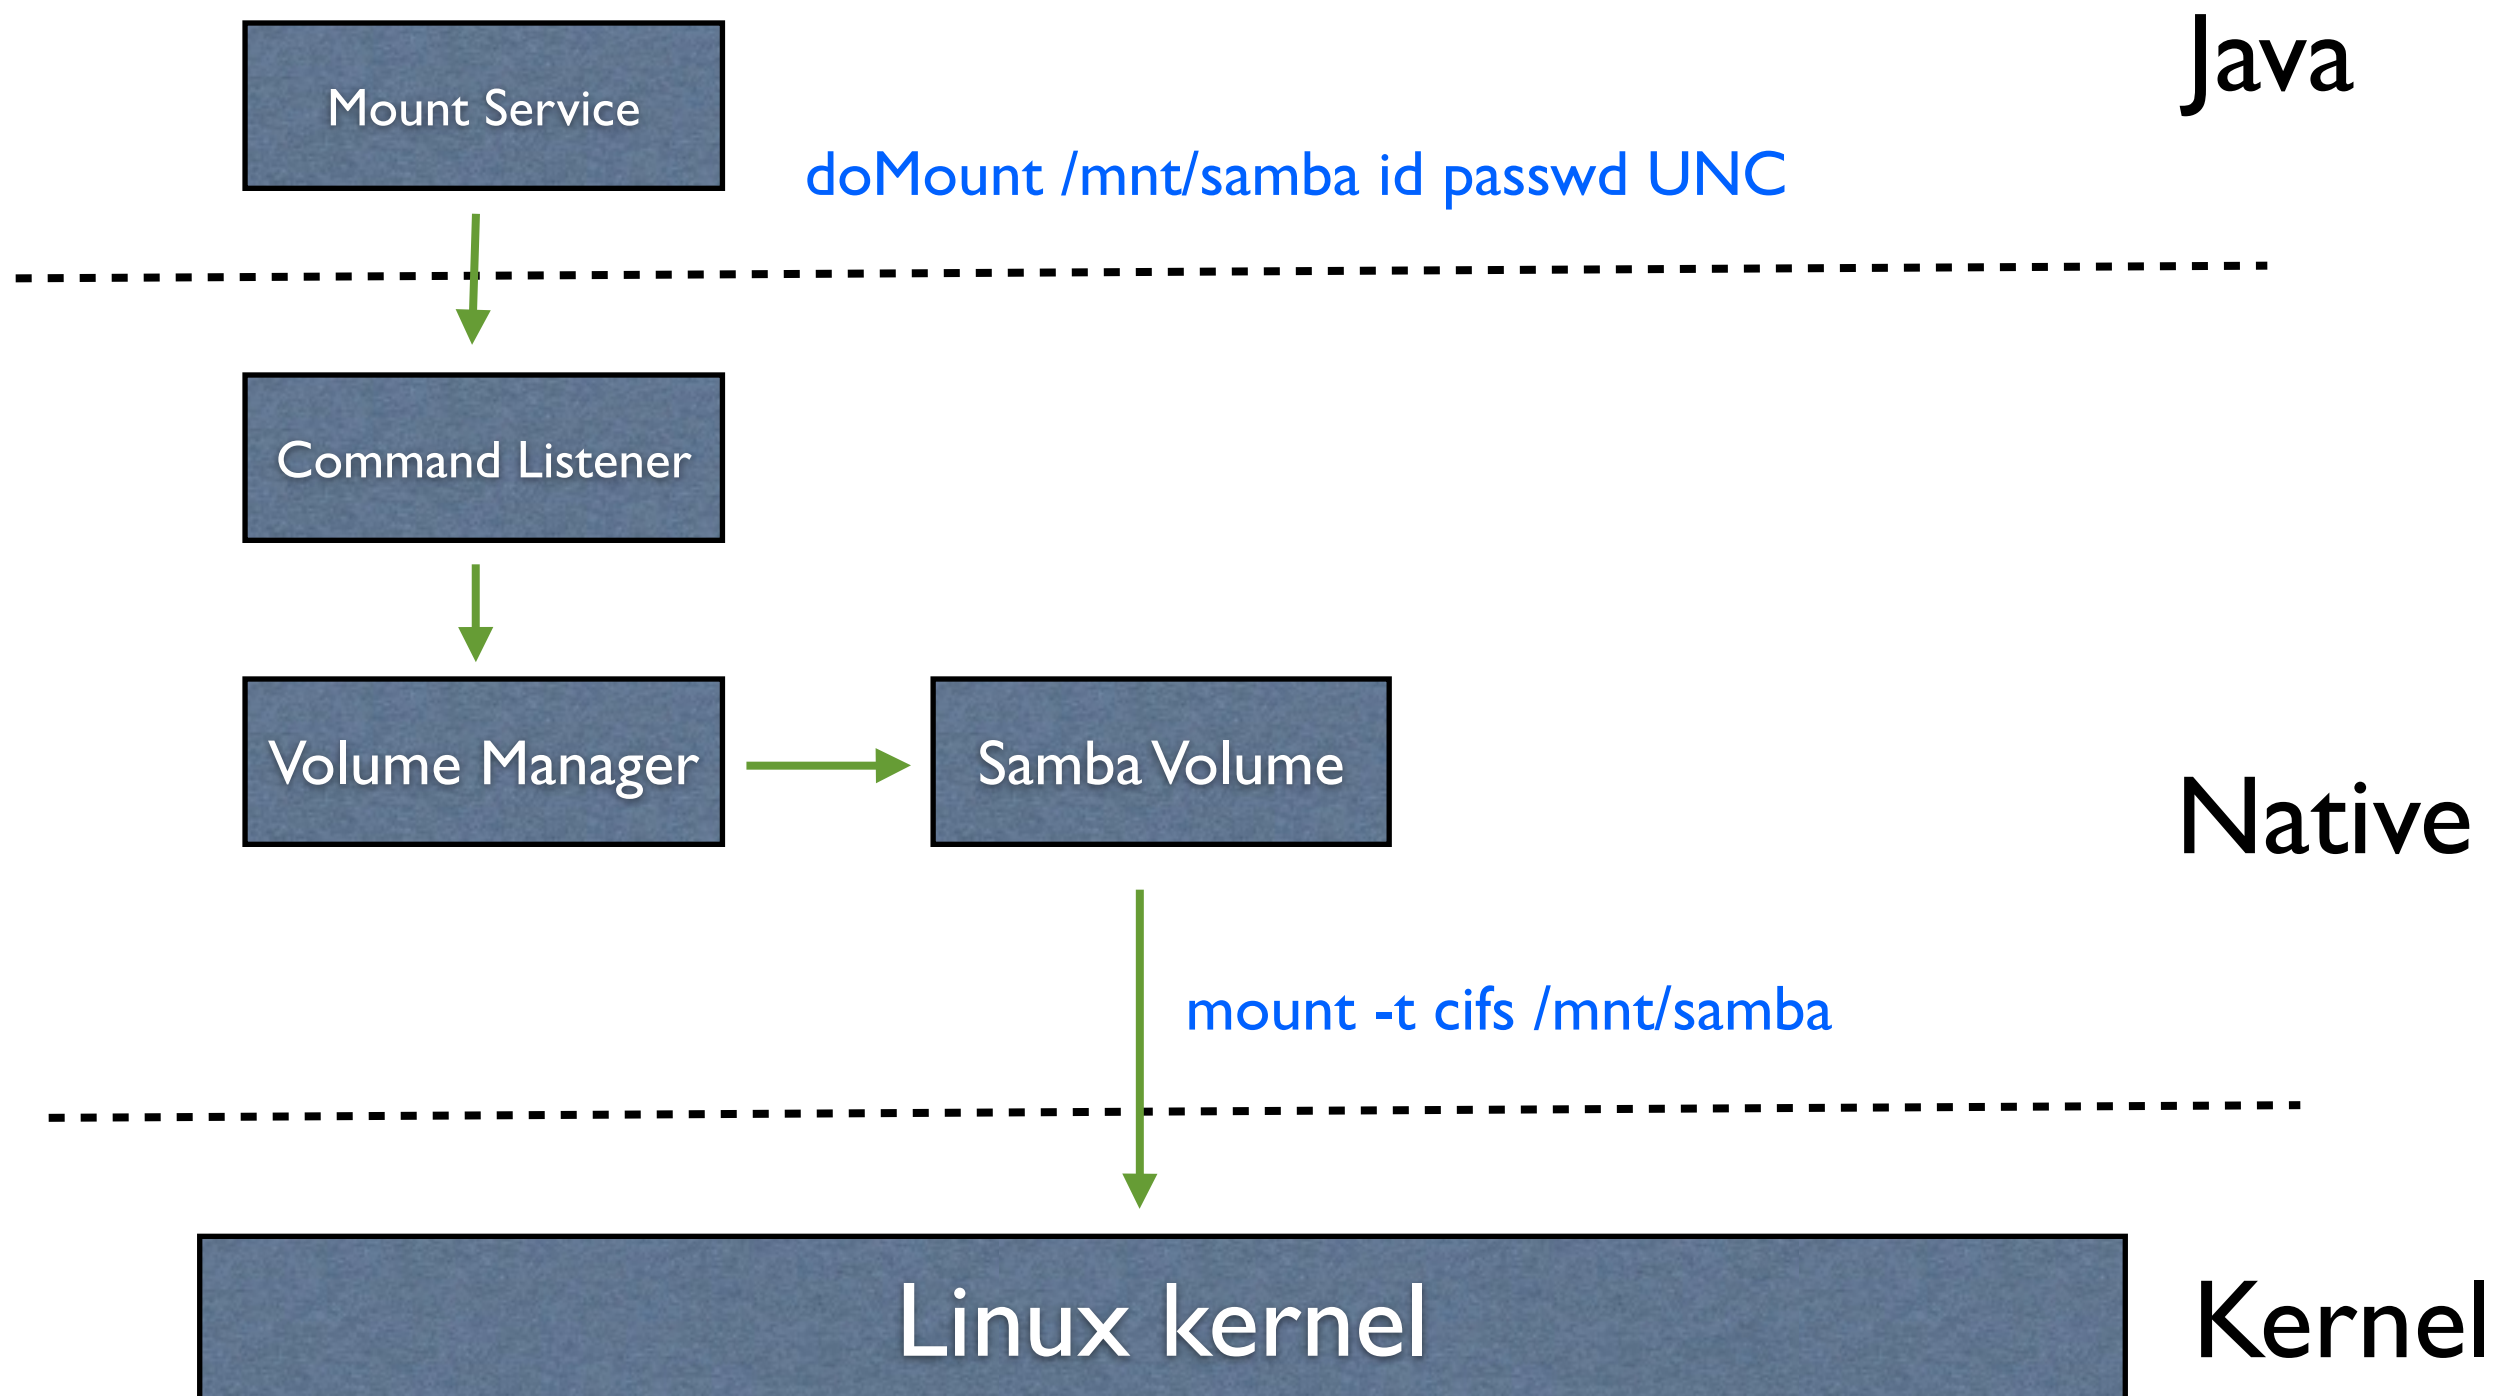 Java
Mount Service
doMount /mnt/samba id passwd UNC
Command Listener
Volume Manager
Samba Volume
Native
mount -t cifs /mnt/samba
Linux kernel
Kernel